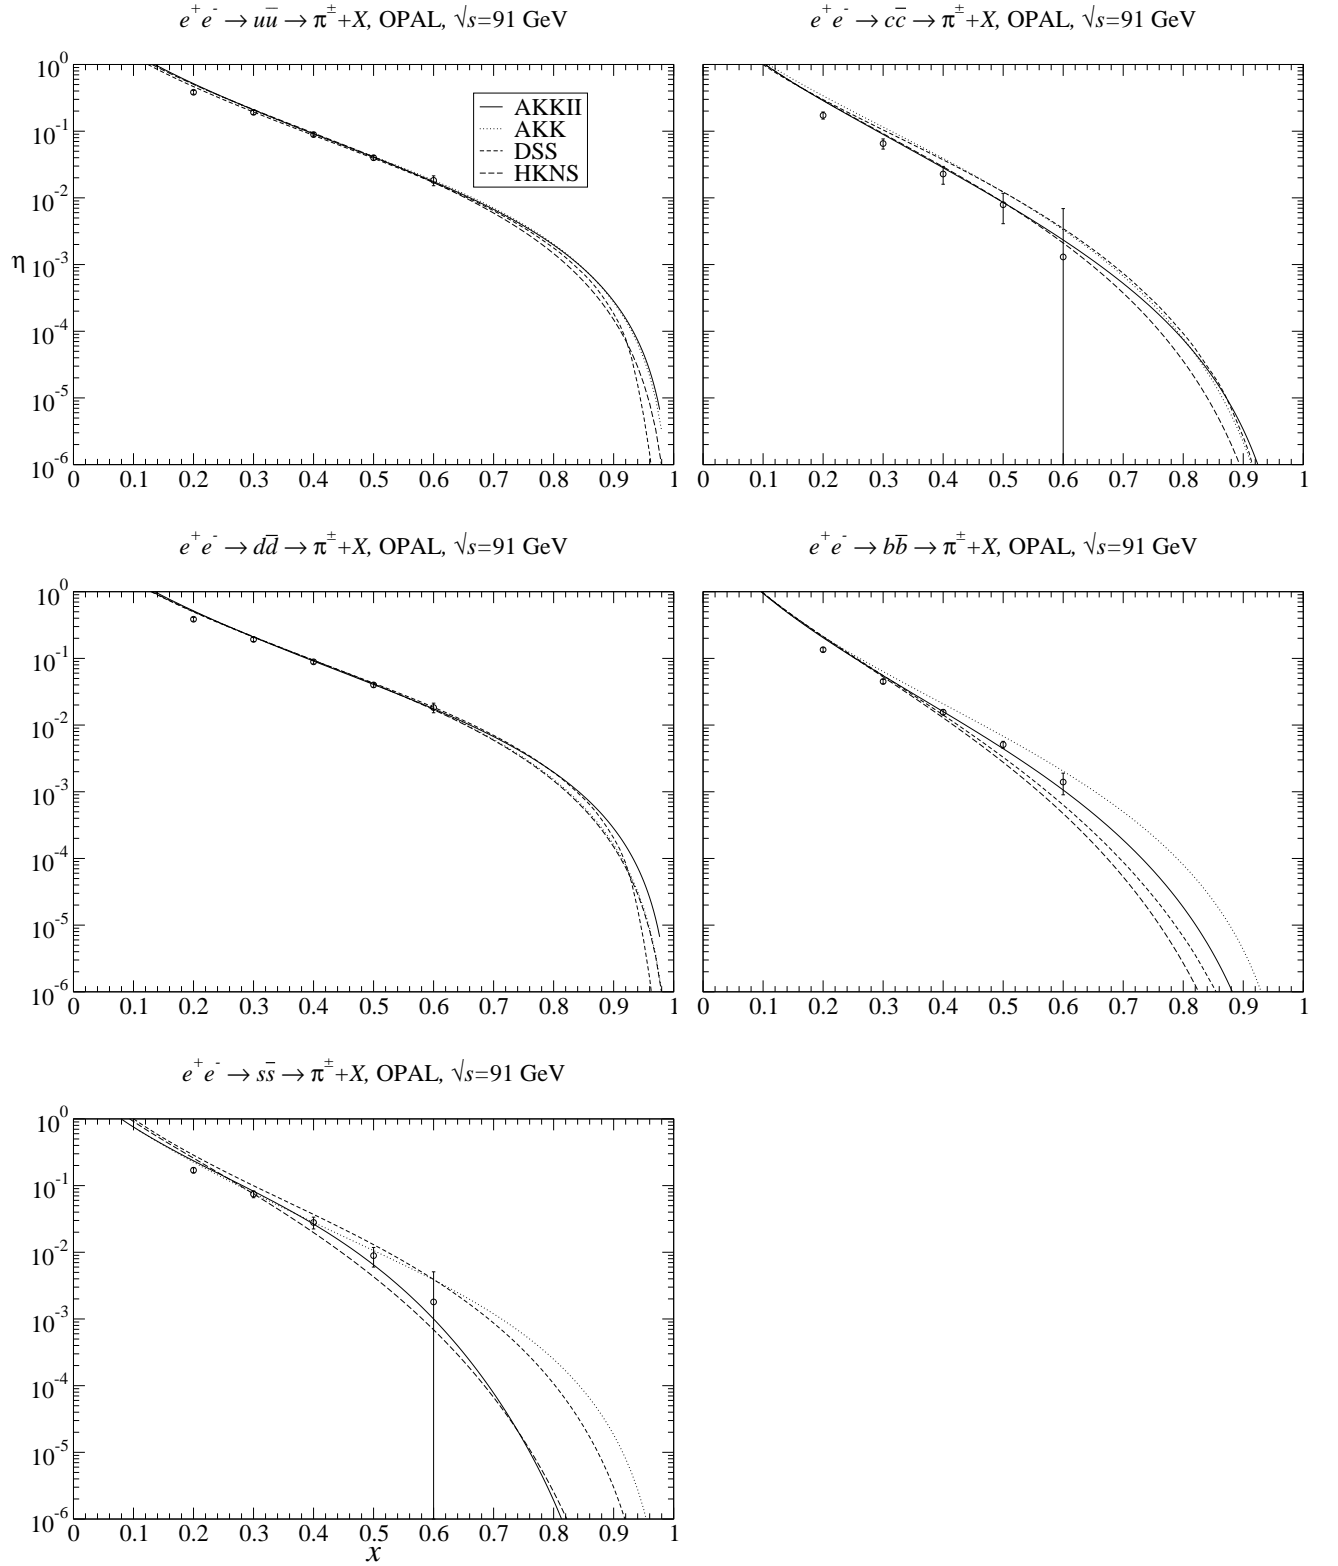 e⁺e⁻ → uū → π±+X, OPAL, √s=91 GeV
e⁺e⁻ → cc̄ → π±+X, OPAL, √s=91 GeV
10⁰
10⁻¹
10⁻²
10⁻³
10⁻⁴
10⁻⁵
10⁻⁶
η
AKKII
AKK
DSS
HKNS
0 0.1 0.2 0.3 0.4 0.5 0.6 0.7 0.8 0.9 1
0 0.1 0.2 0.3 0.4 0.5 0.6 0.7 0.8 0.9 1
e⁺e⁻ → dd̄ → π±+X, OPAL, √s=91 GeV
e⁺e⁻ → bb̄ → π±+X, OPAL, √s=91 GeV
10⁰
10⁻¹
10⁻²
10⁻³
10⁻⁴
10⁻⁵
10⁻⁶
0 0.1 0.2 0.3 0.4 0.5 0.6 0.7 0.8 0.9 1
0 0.1 0.2 0.3 0.4 0.5 0.6 0.7 0.8 0.9 1
e⁺e⁻ → ss̄ → π±+X, OPAL, √s=91 GeV
10⁰
10⁻¹
10⁻²
10⁻³
10⁻⁴
10⁻⁵
10⁻⁶
0 0.1 0.2 0.3 0.4 0.5 0.6 0.7 0.8 0.9 1
x